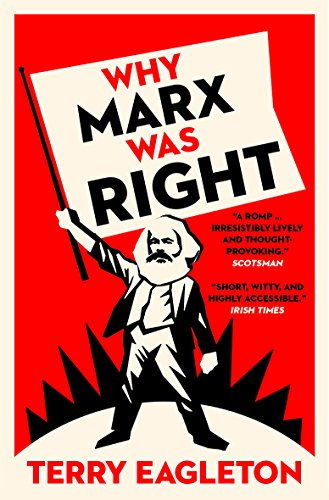 WHY
MARX
WAS
RIGHT
"A ROMP ...
IRRESISTIBLY LIVELY
AND THOUGHT-
PROVOKING."
SCOTSMAN
"SHORT, WITTY, AND
HIGHLY ACCESSIBLE."
IRISH TIMES
TERRY EAGLETON